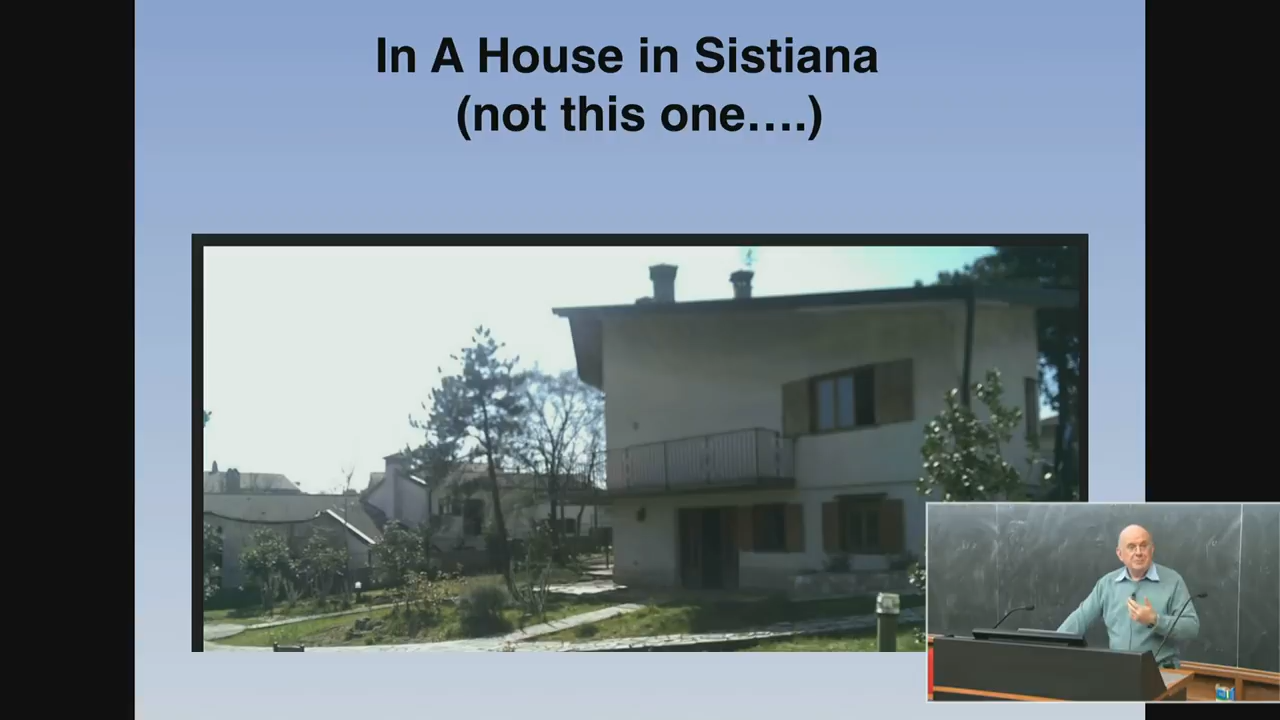 In A House in Sistiana
(not this one….)